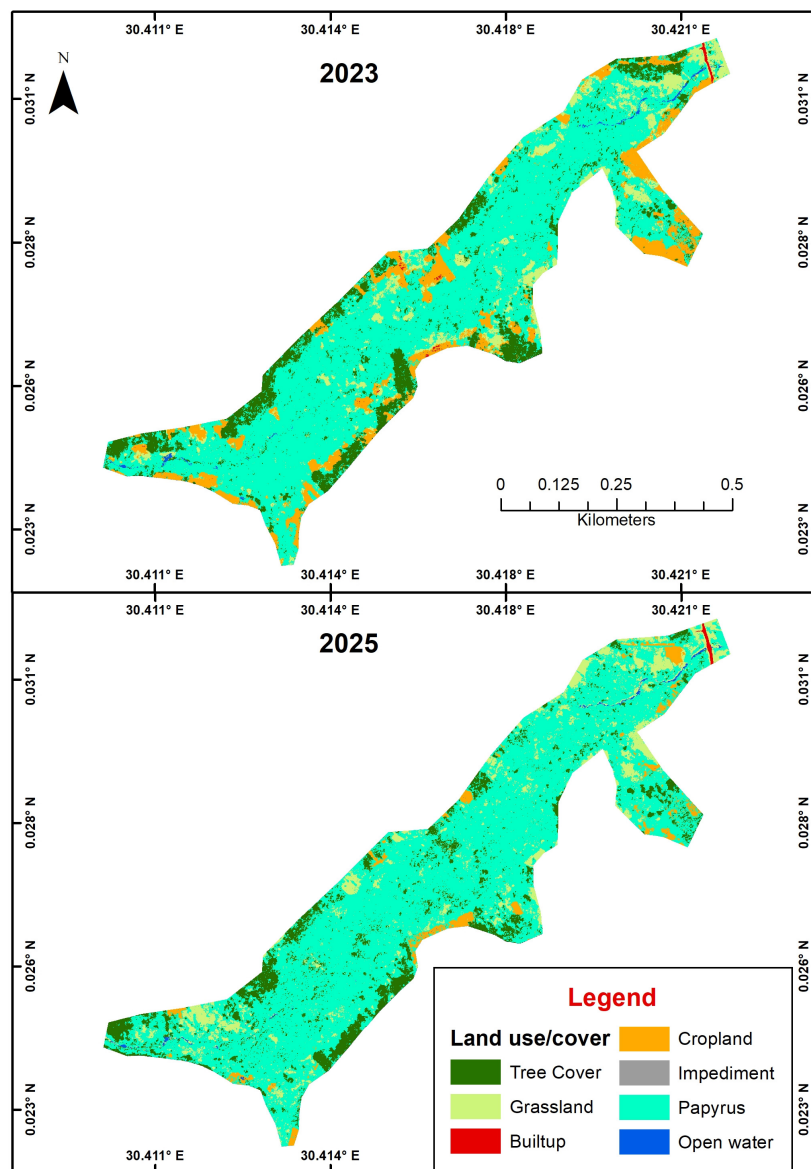 30.411° E 30.414° E 30.418° E 30.421° E
N
2023
0.031° N
0.031° N
0.028° N
0.028° N
0.026° N
0.026° N
0 0.125 0.25 0.5
Kilometers
0.023° N
0.023° N
30.411° E 30.414° E 30.418° E 30.421° E
2025
0.031° N
0.031° N
0.028° N
0.028° N
0.026° N
0.026° N
Legend
Land use/cover
Tree Cover
Grassland
Builtup
Cropland
Impediment
Papyrus
Open water
0.023° N
0.023° N
30.411° E 30.414° E 30.418° E 30.421° E